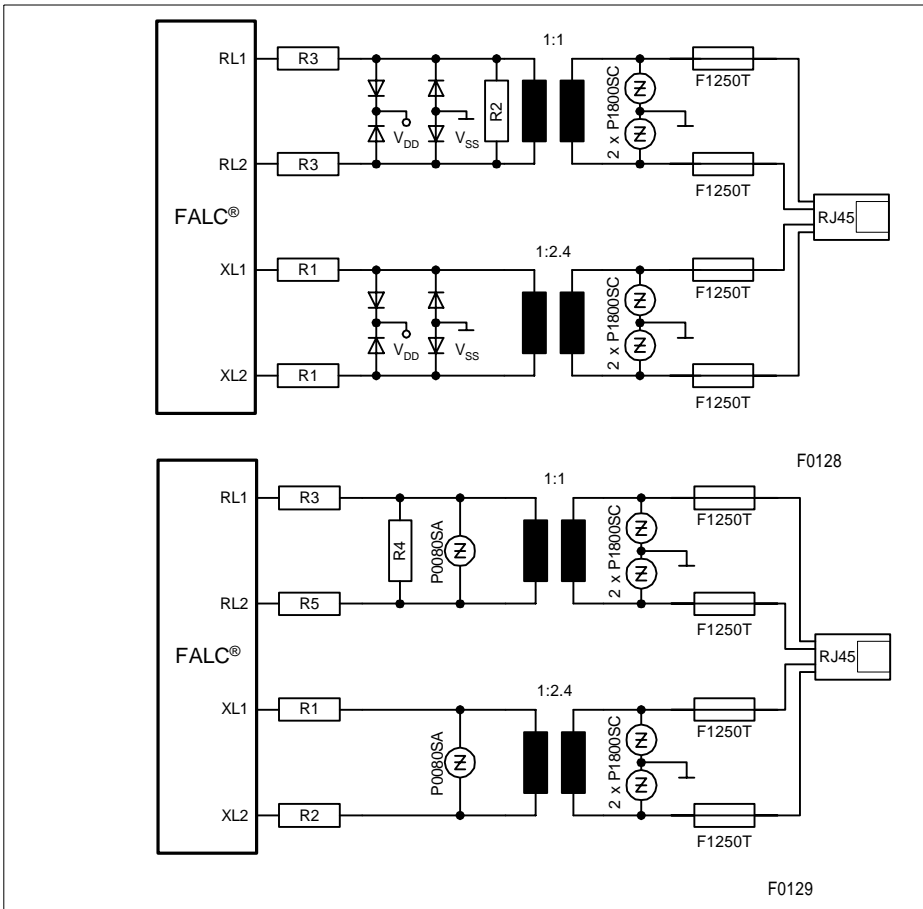 1:1
RL1 R3 F1250T
R2
V_DD V_SS
2 x P1800SC
RL2 R3 F1250T
FALC® RJ45
1:2.4
XL1 R1 F1250T
V_DD V_SS
2 x P1800SC
XL2 R1 F1250T
F0128
1:1
RL1 R3 F1250T
R4
P0080SA
2 x P1800SC
RL2 R5 F1250T
FALC® RJ45
1:2.4
XL1 R1 F1250T
P0080SA
2 x P1800SC
XL2 R2 F1250T
F0129